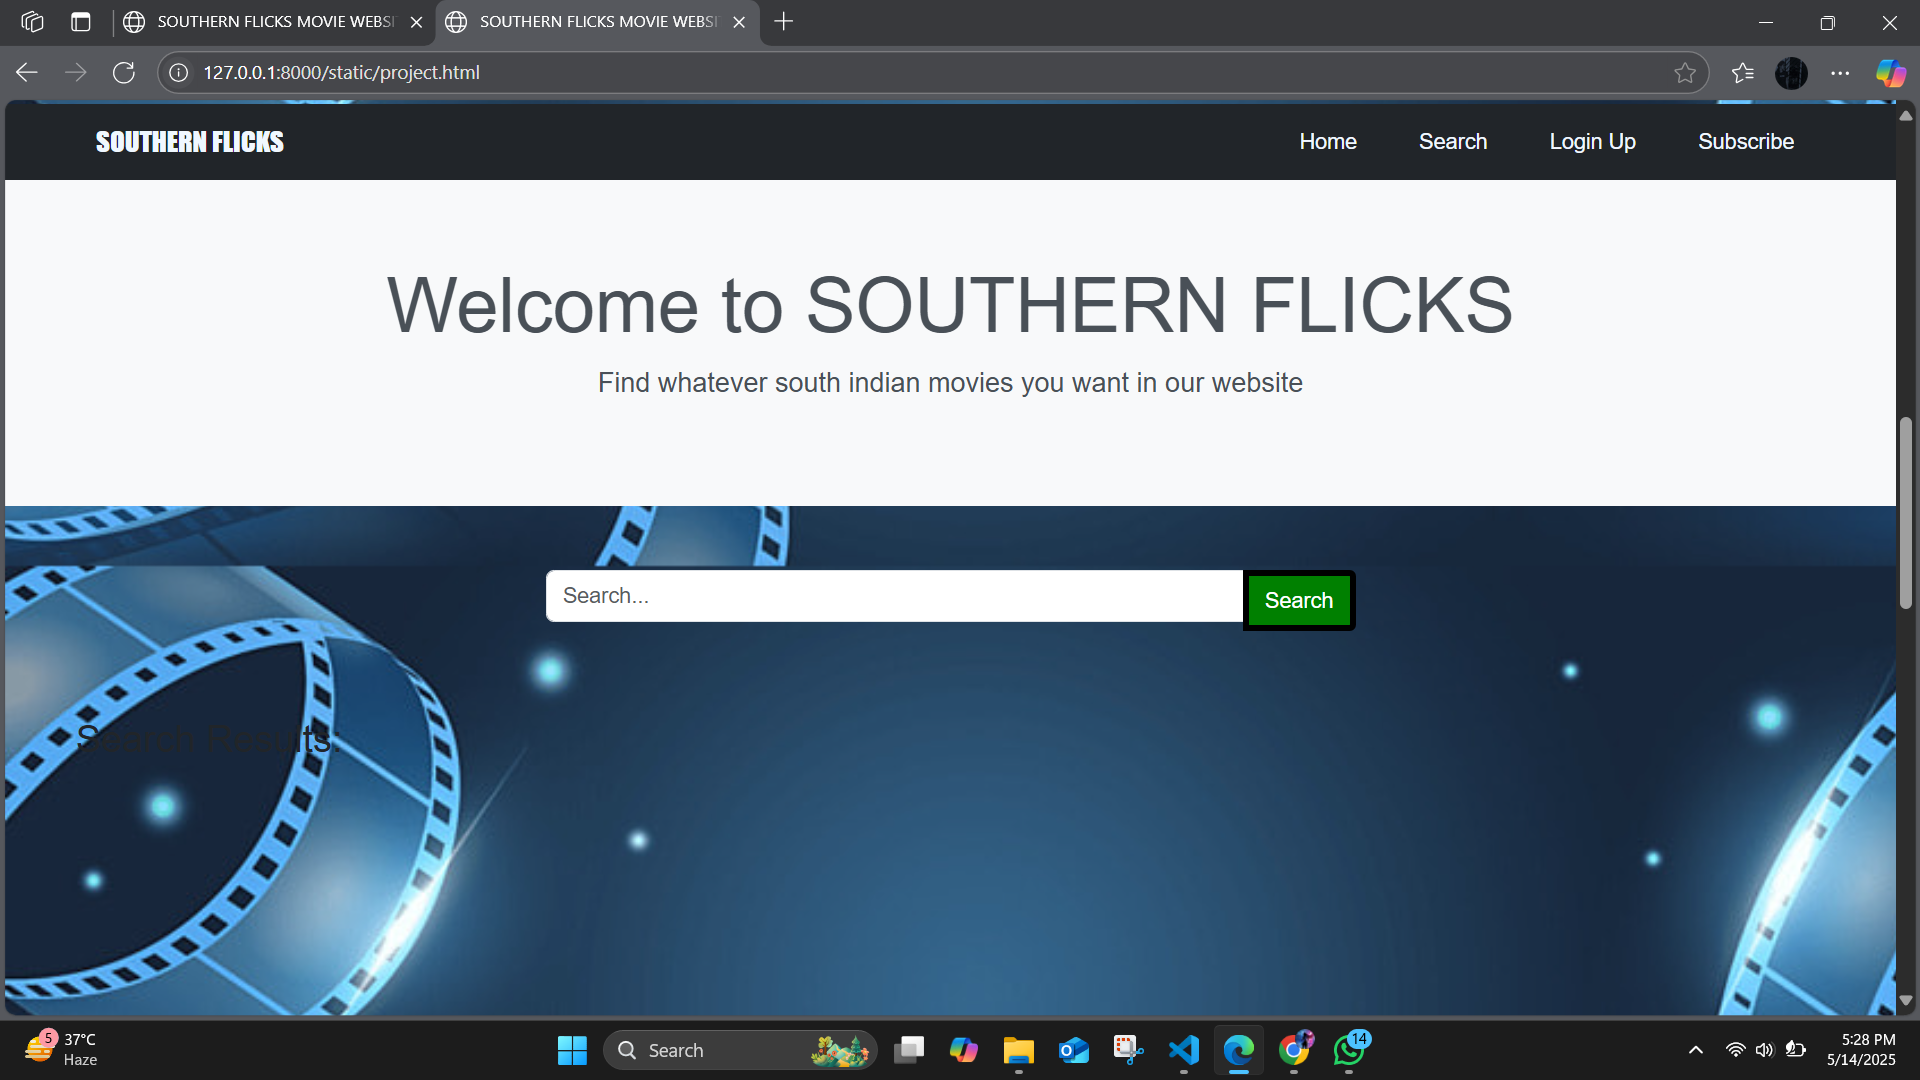 SOUTHERN FLICKS MOVIE WEBSI
SOUTHERN FLICKS MOVIE WEBSI
127.0.0.1:8000/static/project.html
SOUTHERN FLICKS
Home Search Login Up Subscribe
Welcome to SOUTHERN FLICKS
Find whatever south indian movies you want in our website
Search...
Search
Search Results:
5
37°C
Haze
Search
14
5:28 PM
5/14/2025